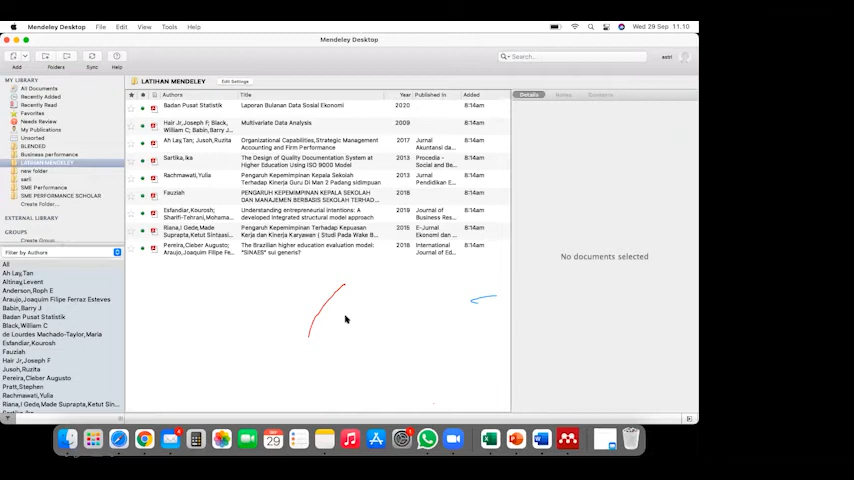 Mendeley Desktop File Edit View Tools Help Wed 29 Sep 11.10
Mendeley Desktop
Search...
Add Folders Sync Help
MY LIBRARY
All Documents
Recently Added
Recently Read
Favorites
Needs Review
My Publications
Unsorted
BLENDED
Business performance
LATIHAN MENDELEY
new folder
sarli
SME Performance
SME PERFORMANCE SCHOLAR
Create Folder...
EXTERNAL LIBRARY
GROUPS
Create Group...
Filter by Authors
All
Ah Lay,Tan
Altinay,Levent
Anderson, Roph E
Araujo,Joaquim Filipe Ferraz Esteves
Babin, Barry J
Badan Pusat Statistik
Black, William C
de Lourdes Machado-Taylor,Maria
Esfandiar,Kourosh
Fauziah
Hair Jr,Joseph F
Jusoh, Ruzita
Pereira,Cleber Augusto
Pratt,Stephen
Rachmawati,Yulia
Riana,I Gede,Made Suprapta,Ketut Sin...
LATIHAN MENDELEY Edit Settings
Authors Title Year Published In Added
Badan Pusat Statistik Laporan Bulanan Data Sosial Ekonomi 2020 8:14am
Hair Jr, Joseph F; Black, Multivariate Data Analysis 2009 8:14am
William C; Babin, Barry J...
Ah Lay,Tan; Jusoh,Ruzita Organizational Capabilities,Strategic Management 2017 Jurnal 8:14am
Accounting and Firm Performance Akuntansi da...
Sartika,Ika The Design of Quality Documentation System at 2013 Procedia - 8:14am
Higher Education Using ISO 9000 Model Social and Be...
Rachmawati,Yulia Pengaruh Kepemimpinan Kepala Sekolah 2013 Jurnal 8:14am
Terhadap Kinerja Guru Di Man 2 Padang sidimpuan Pendidikan E...
Fauziah PENGARUH KEPEMIMPINAN KEPALA SEKOLAH 2018 8:14am
DAN MANAJEMEN BERBASIS SEKOLAH TERHAD...
Esfandiar,Kourosh; Understanding entrepreneurial intentions: A 2019 Journal of 8:14am
Sharifi-Tehrani,Mohama... developed integrated structural model approach Business Res...
Riana,I Gede,Made Pengaruh Kepemimpinan Terhadap Kepuasan 2015 E-Jurnal 8:14am
Suprapta,Ketut Sintaasi... Kerja dan Kinerja Karyawan ( Studi Pada Wake B... Ekonomi dan ...
Pereira,Cleber Augusto; The Brazilian higher education evaluation model: 2018 International 8:14am
Araujo,Joaquim Filipe F... "SINAES" sui generis? Journal of Ed...
Details Notes Contents
No documents selected